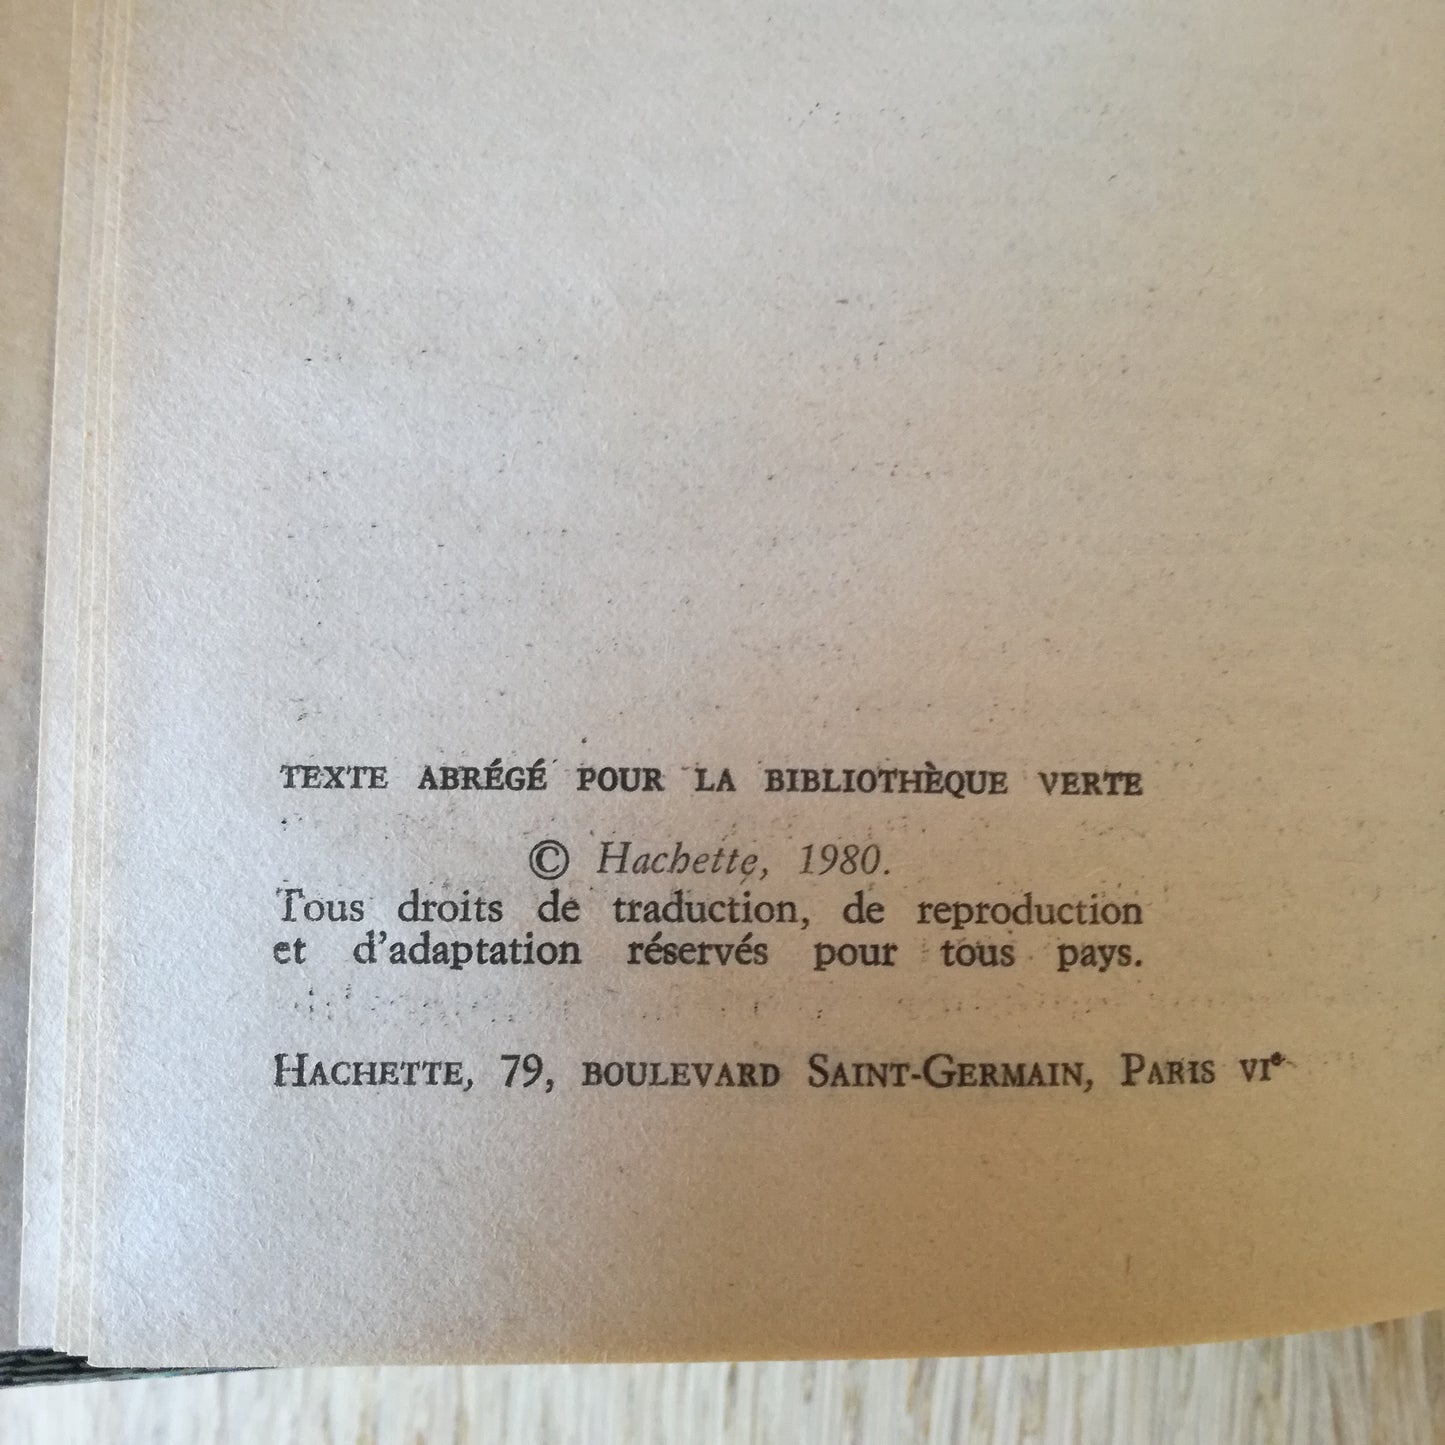 TEXTE ABRÉGÉ POUR LA BIBLIOTHÈQUE VERTE
© Hachette, 1980.
Tous droits de traduction, de reproduction
et d'adaptation réservés pour tous pays.
HACHETTE, 79, BOULEVARD SAINT-GERMAIN, PARIS VIe